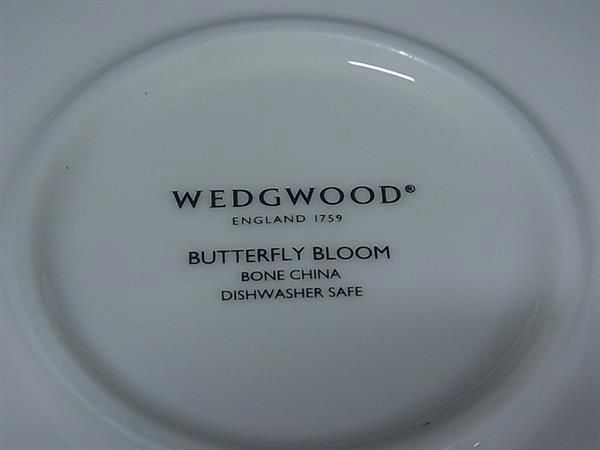 WEDGWOOD®
ENGLAND 1759
BUTTERFLY BLOOM
BONE CHINA
DISHWASHER SAFE